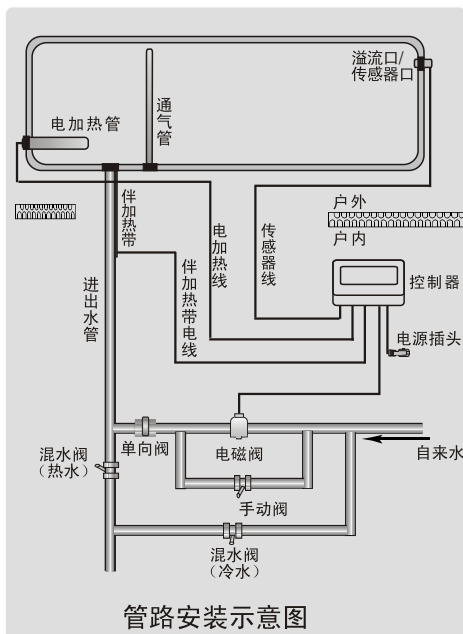 溢流口/
传感器口
电加热管
通气管
伴加热带
电加热线
伴加热带电线
传感器线
户外
户内
控制器
进出水管
电源插头
单向阀
电磁阀
自来水
混水阀
(热水)
手动阀
混水阀
(冷水)
管路安装示意图